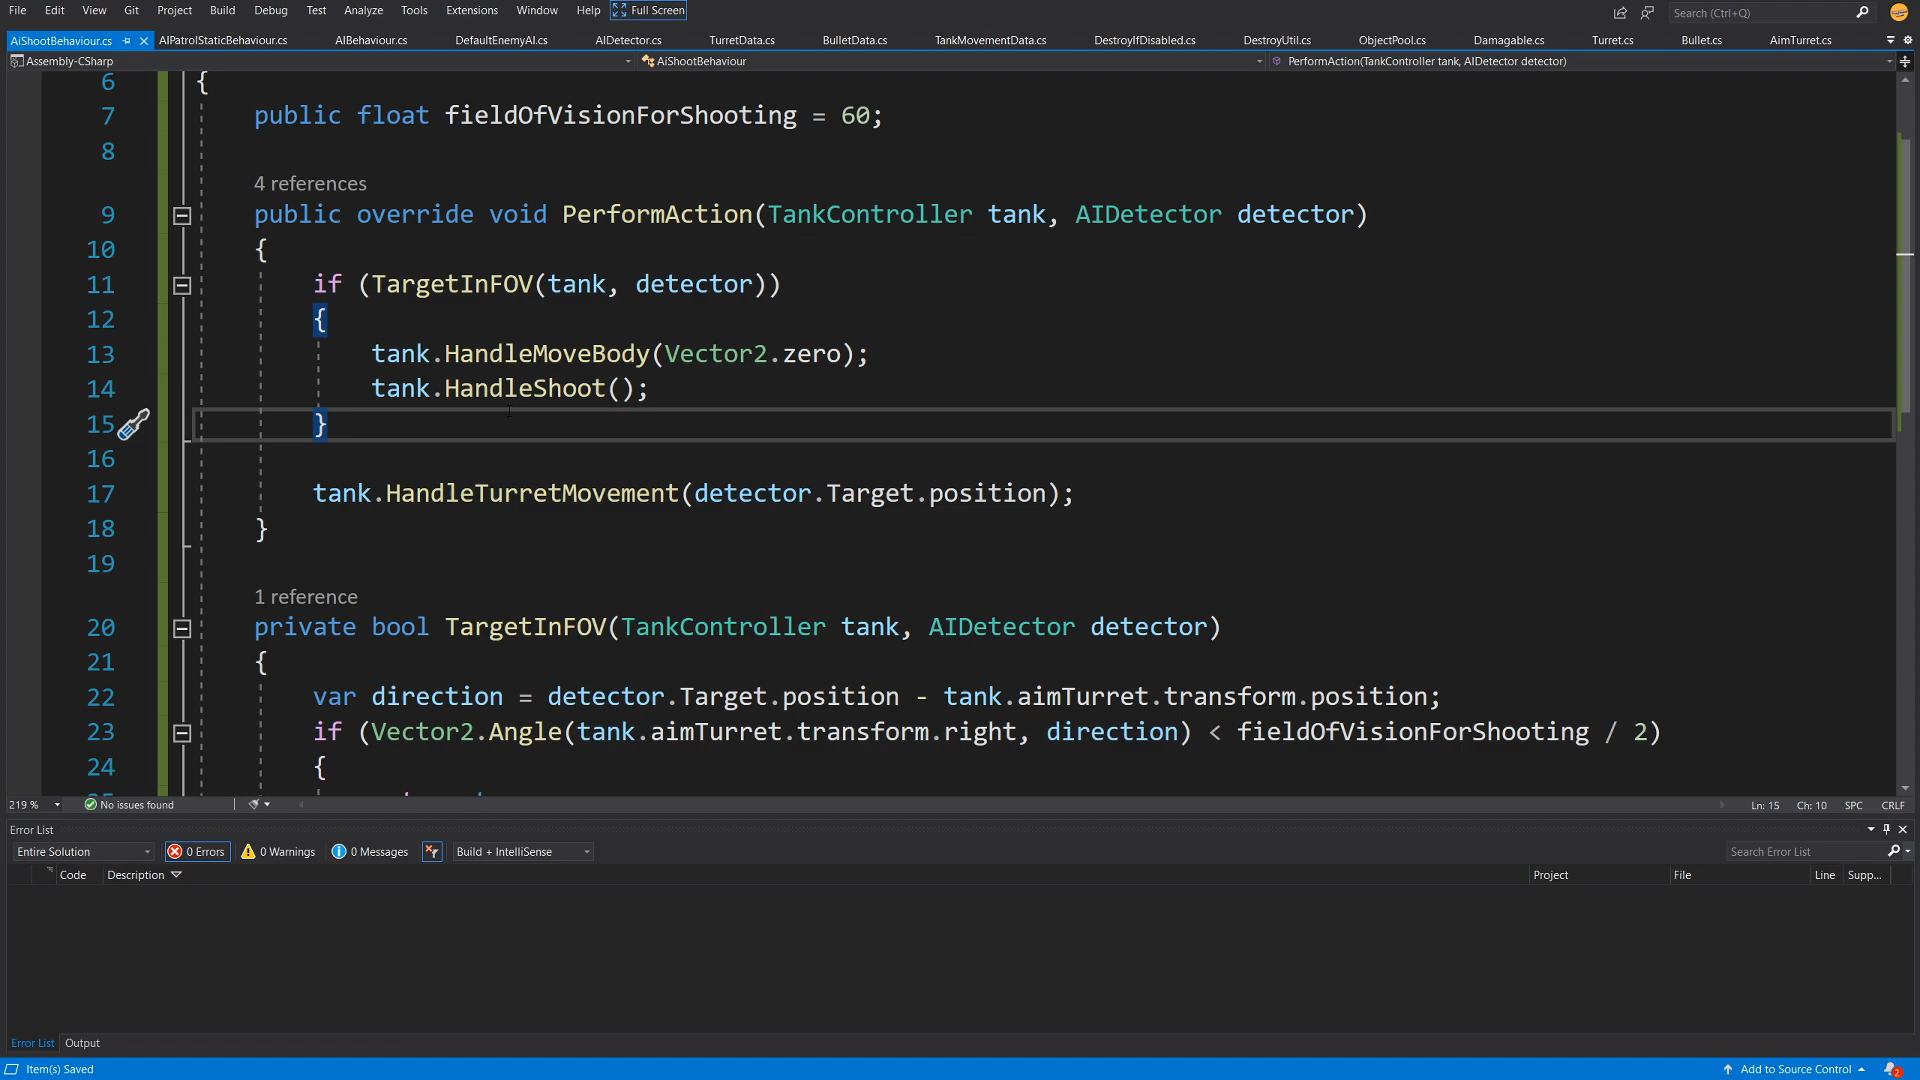 File Edit View Git Project Build Debug Test Analyze Tools Extensions Window Help Full Screen Search (Ctrl+Q)
AiShootBehaviour.cs AIPatrolStaticBehaviour.cs AIBehaviour.cs DefaultEnemyAI.cs AIDetector.cs TurretData.cs BulletData.cs TankMovementData.cs DestroyIfDisabled.cs DestroyUtil.cs ObjectPool.cs Damagable.cs Turret.cs Bullet.cs AimTurret.cs
Assembly-CSharp AiShootBehaviour PerformAction(TankController tank, AIDetector detector)
6 {
7 public float fieldOfVisionForShooting = 60;
8
4 references
9 public override void PerformAction(TankController tank, AIDetector detector)
10 {
11 if (TargetInFOV(tank, detector))
12 {
13 tank.HandleMoveBody(Vector2.zero);
14 tank.HandleShoot();
15 }
16
17 tank.HandleTurretMovement(detector.Target.position);
18 }
19
1 reference
20 private bool TargetInFOV(TankController tank, AIDetector detector)
21 {
22 var direction = detector.Target.position - tank.aimTurret.transform.position;
23 if (Vector2.Angle(tank.aimTurret.transform.right, direction) < fieldOfVisionForShooting / 2)
24 {
219 % No issues found Ln: 15 Ch: 10 SPC CRLF
Error List
Entire Solution 0 Errors 0 Warnings 0 Messages Build + IntelliSense Search Error List
Code Description Project File Line Supp...
Error List Output
Item(s) Saved Add to Source Control 2